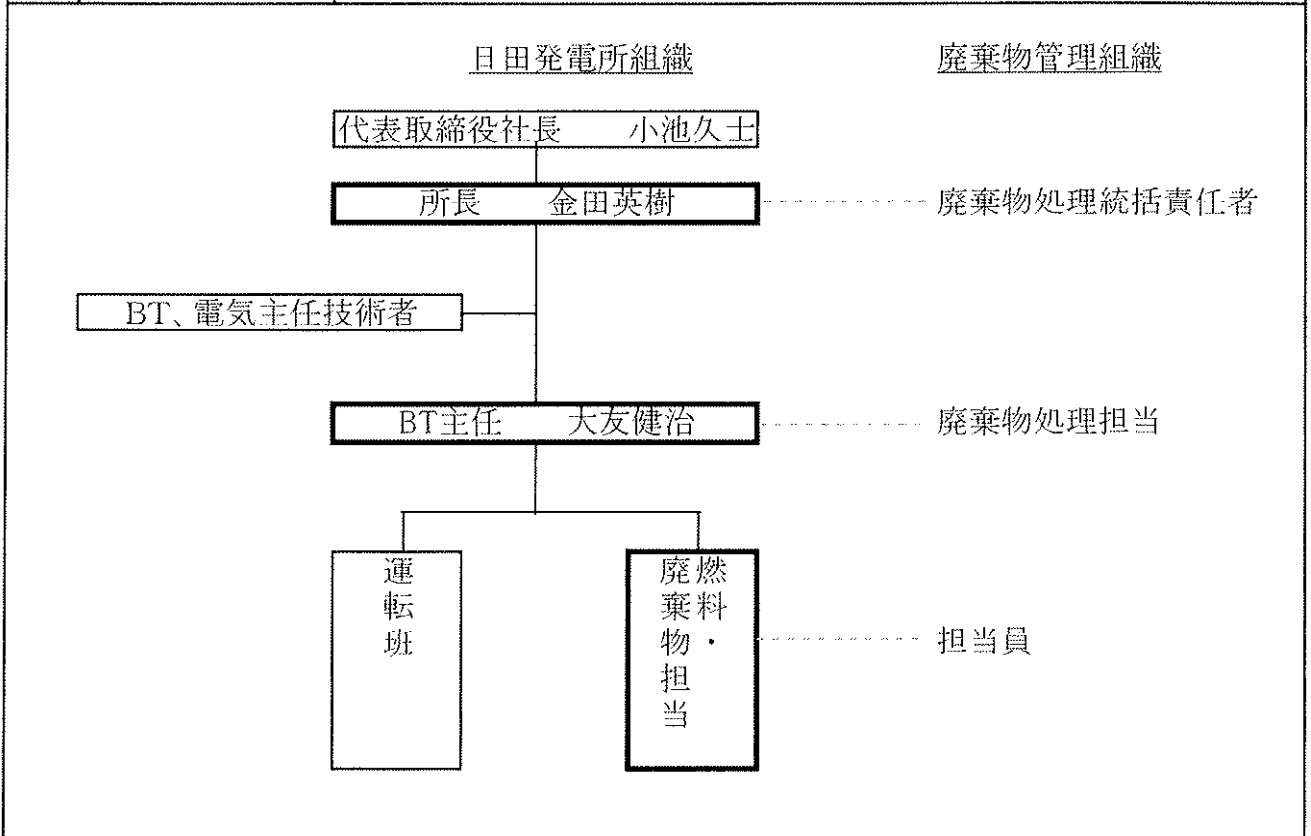 日田発電所組織 廃棄物管理組織
代表取締役社長 小池久士
所長 金田英樹 廃棄物処理統括責任者
BT、電気主任技術者
BT主任 大友健治 廃棄物処理担当
運転班
燃料・
廃棄物担当
担当員